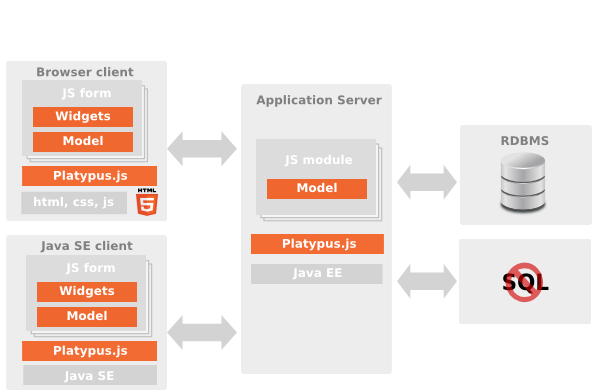 Browser client
JS form
Widgets
Model
Platypus.js
html, css, js
HTML
5
Java SE client
JS form
Widgets
Model
Platypus.js
Java SE
Application Server
JS module
Model
Platypus.js
Java EE
RDBMS
SQL